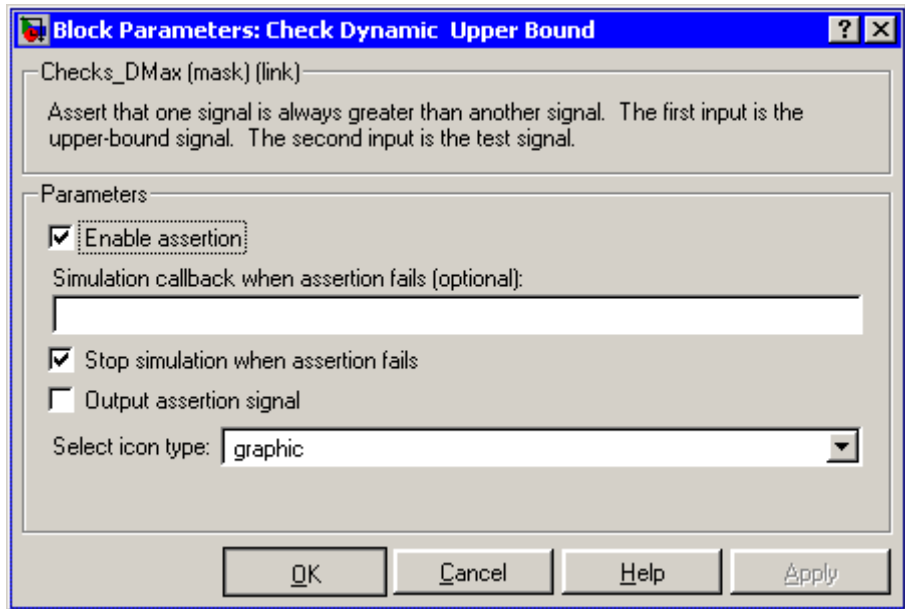 Block Parameters: Check Dynamic  Upper Bound
Checks_DMax (mask) (link)
Assert that one signal is always greater than another signal.  The first input is the
upper-bound signal.  The second input is the test signal.
Parameters
Enable assertion
Simulation callback when assertion fails (optional):
Stop simulation when assertion fails
Output assertion signal
Select icon type: graphic
OK Cancel Help Apply